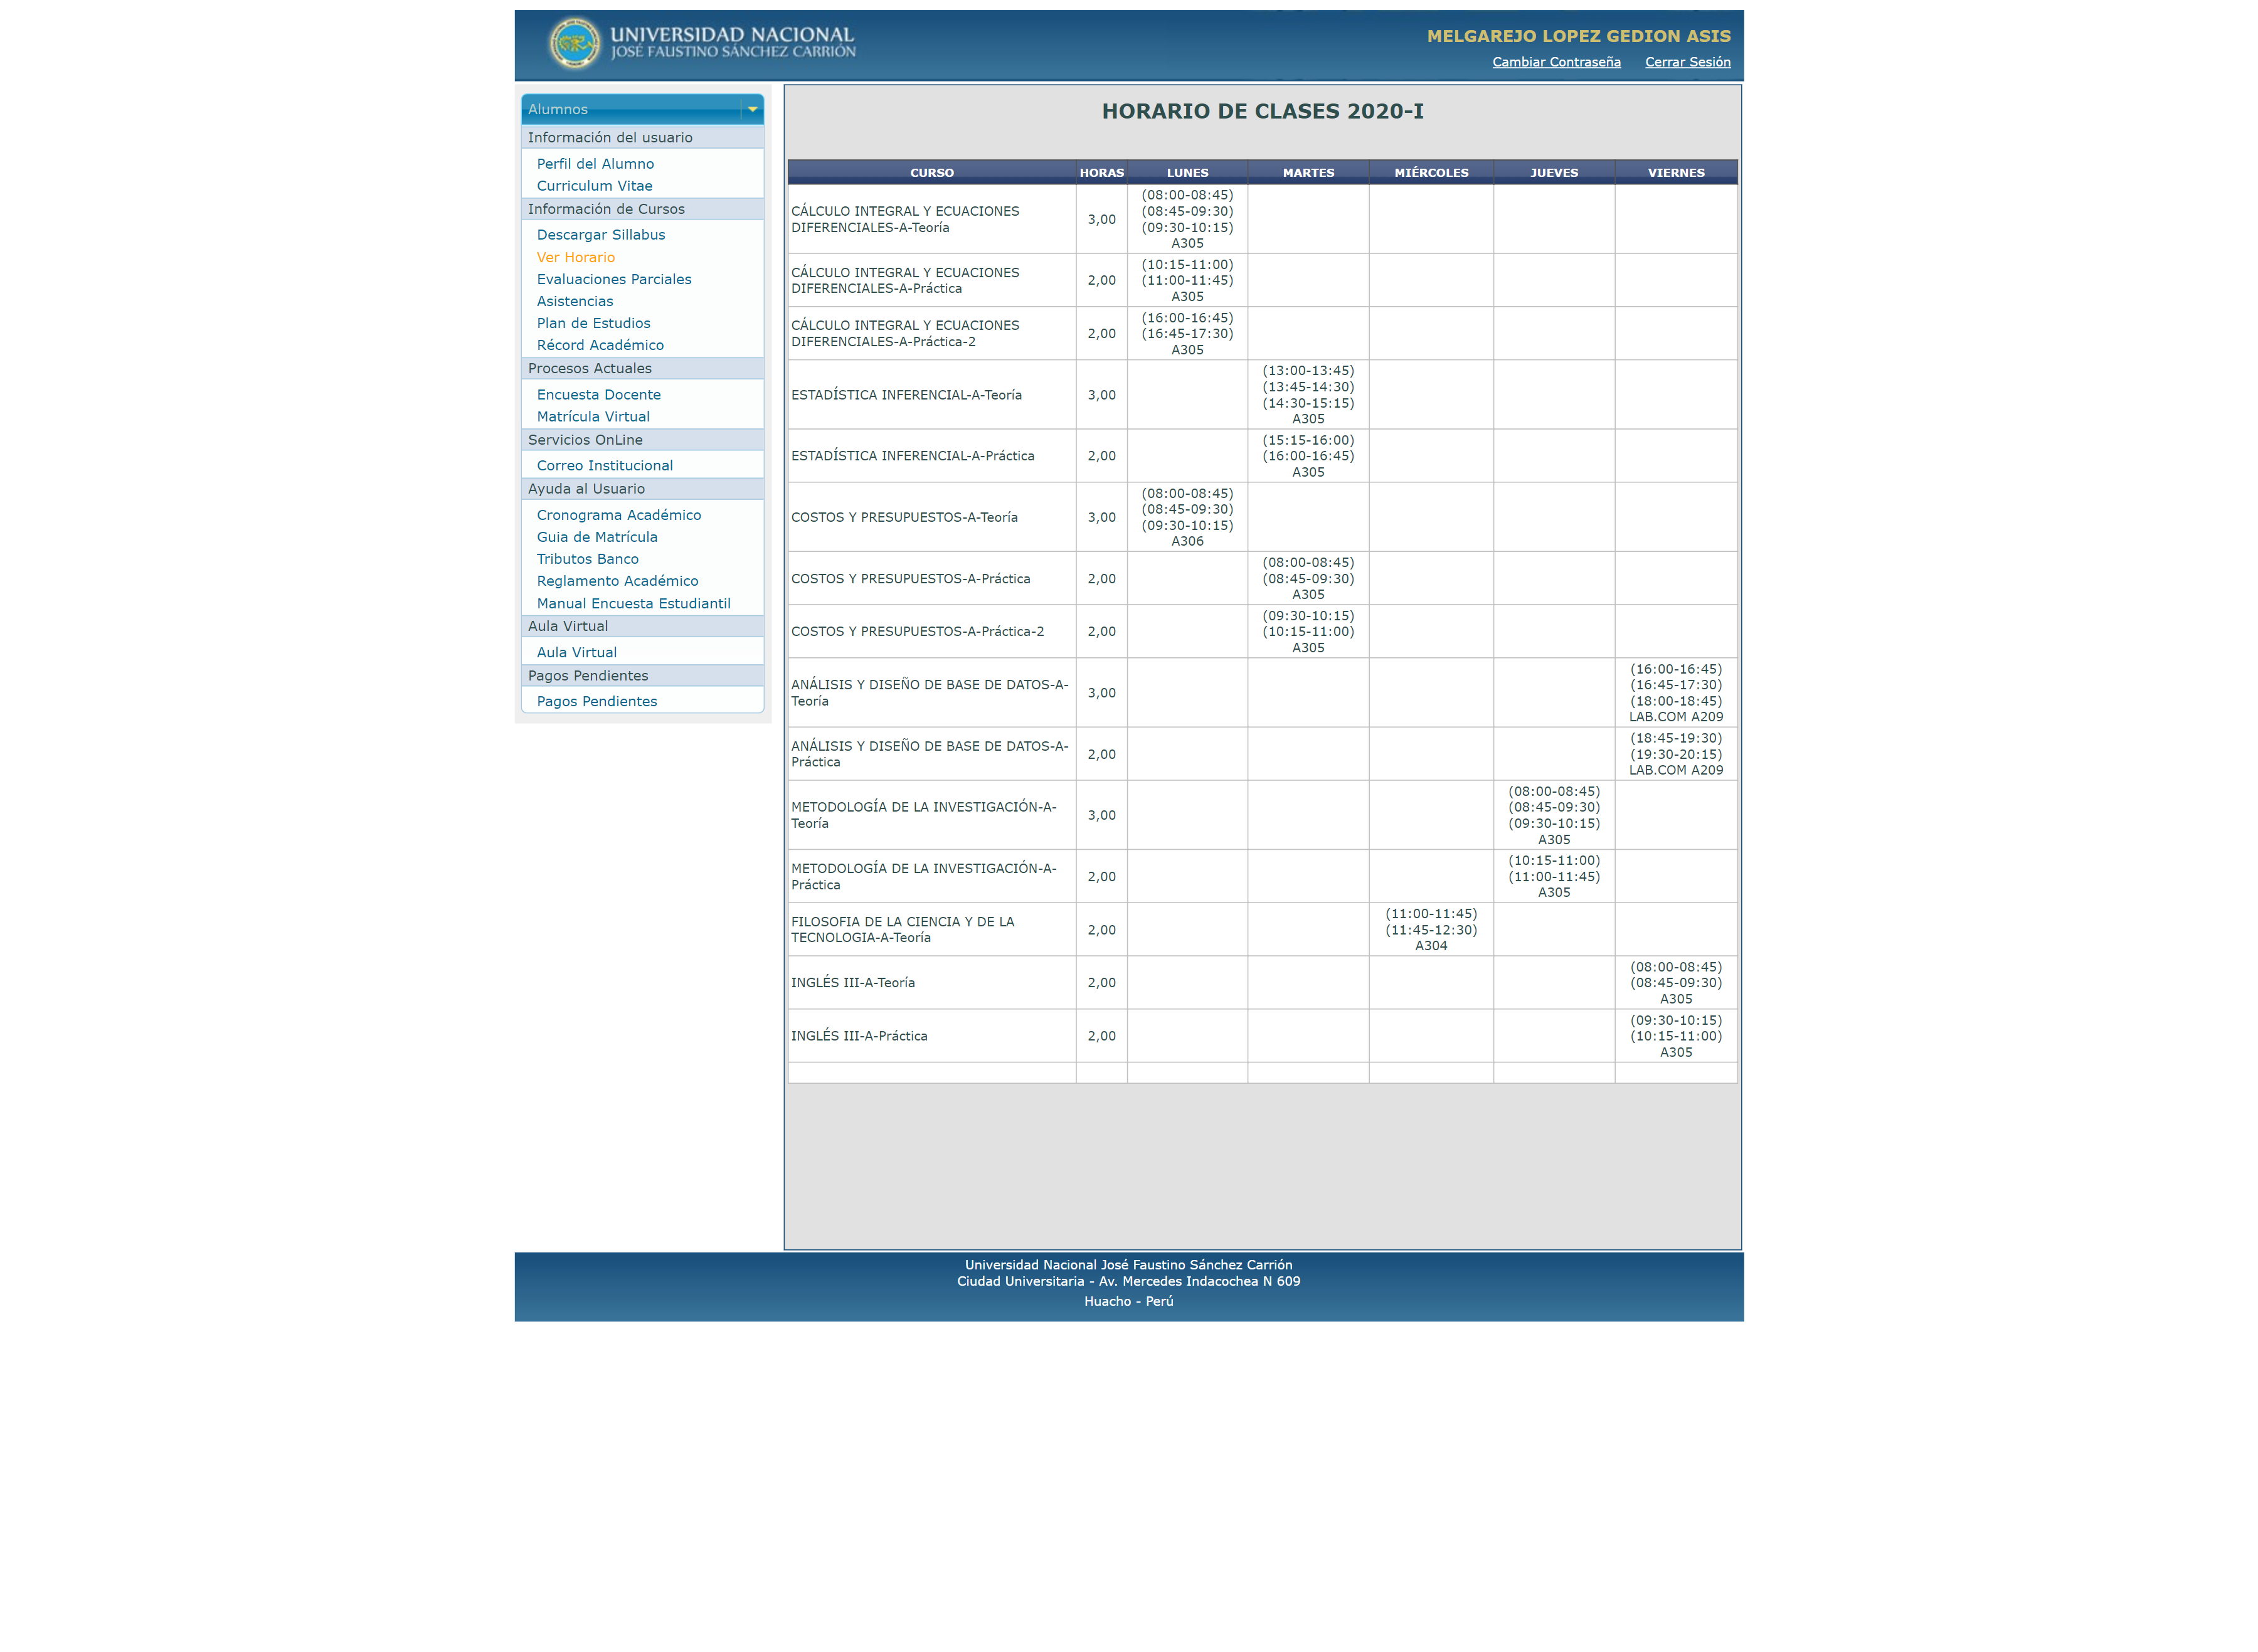 UNIVERSIDAD NACIONAL
JOSÉ FAUSTINO SÁNCHEZ CARRIÓN
MELGAREJO LOPEZ GEDION ASIS
Cambiar Contraseña Cerrar Sesión
Alumnos
Información del usuario
Perfil del Alumno
Curriculum Vitae
Información de Cursos
Descargar Sillabus
Ver Horario
Evaluaciones Parciales
Asistencias
Plan de Estudios
Récord Académico
Procesos Actuales
Encuesta Docente
Matrícula Virtual
Servicios OnLine
Correo Institucional
Ayuda al Usuario
Cronograma Académico
Guia de Matrícula
Tributos Banco
Reglamento Académico
Manual Encuesta Estudiantil
Aula Virtual
Aula Virtual
Pagos Pendientes
Pagos Pendientes
HORARIO DE CLASES 2020-I
CURSO HORAS LUNES MARTES MIÉRCOLES JUEVES VIERNES
CÁLCULO INTEGRAL Y ECUACIONES
DIFERENCIALES-A-Teoría
3,00
(08:00-08:45)
(08:45-09:30)
(09:30-10:15)
A305
CÁLCULO INTEGRAL Y ECUACIONES
DIFERENCIALES-A-Práctica
2,00
(10:15-11:00)
(11:00-11:45)
A305
CÁLCULO INTEGRAL Y ECUACIONES
DIFERENCIALES-A-Práctica-2
2,00
(16:00-16:45)
(16:45-17:30)
A305
ESTADÍSTICA INFERENCIAL-A-Teoría
3,00
(13:00-13:45)
(13:45-14:30)
(14:30-15:15)
A305
ESTADÍSTICA INFERENCIAL-A-Práctica
2,00
(15:15-16:00)
(16:00-16:45)
A305
COSTOS Y PRESUPUESTOS-A-Teoría
3,00
(08:00-08:45)
(08:45-09:30)
(09:30-10:15)
A306
COSTOS Y PRESUPUESTOS-A-Práctica
2,00
(08:00-08:45)
(08:45-09:30)
A305
COSTOS Y PRESUPUESTOS-A-Práctica-2
2,00
(09:30-10:15)
(10:15-11:00)
A305
ANÁLISIS Y DISEÑO DE BASE DE DATOS-A-
Teoría
3,00
(16:00-16:45)
(16:45-17:30)
(18:00-18:45)
LAB.COM A209
ANÁLISIS Y DISEÑO DE BASE DE DATOS-A-
Práctica
2,00
(18:45-19:30)
(19:30-20:15)
LAB.COM A209
METODOLOGÍA DE LA INVESTIGACIÓN-A-
Teoría
3,00
(08:00-08:45)
(08:45-09:30)
(09:30-10:15)
A305
METODOLOGÍA DE LA INVESTIGACIÓN-A-
Práctica
2,00
(10:15-11:00)
(11:00-11:45)
A305
FILOSOFIA DE LA CIENCIA Y DE LA
TECNOLOGIA-A-Teoría
2,00
(11:00-11:45)
(11:45-12:30)
A304
INGLÉS III-A-Teoría
2,00
(08:00-08:45)
(08:45-09:30)
A305
INGLÉS III-A-Práctica
2,00
(09:30-10:15)
(10:15-11:00)
A305
Universidad Nacional José Faustino Sánchez Carrión
Ciudad Universitaria - Av. Mercedes Indacochea N 609
Huacho - Perú